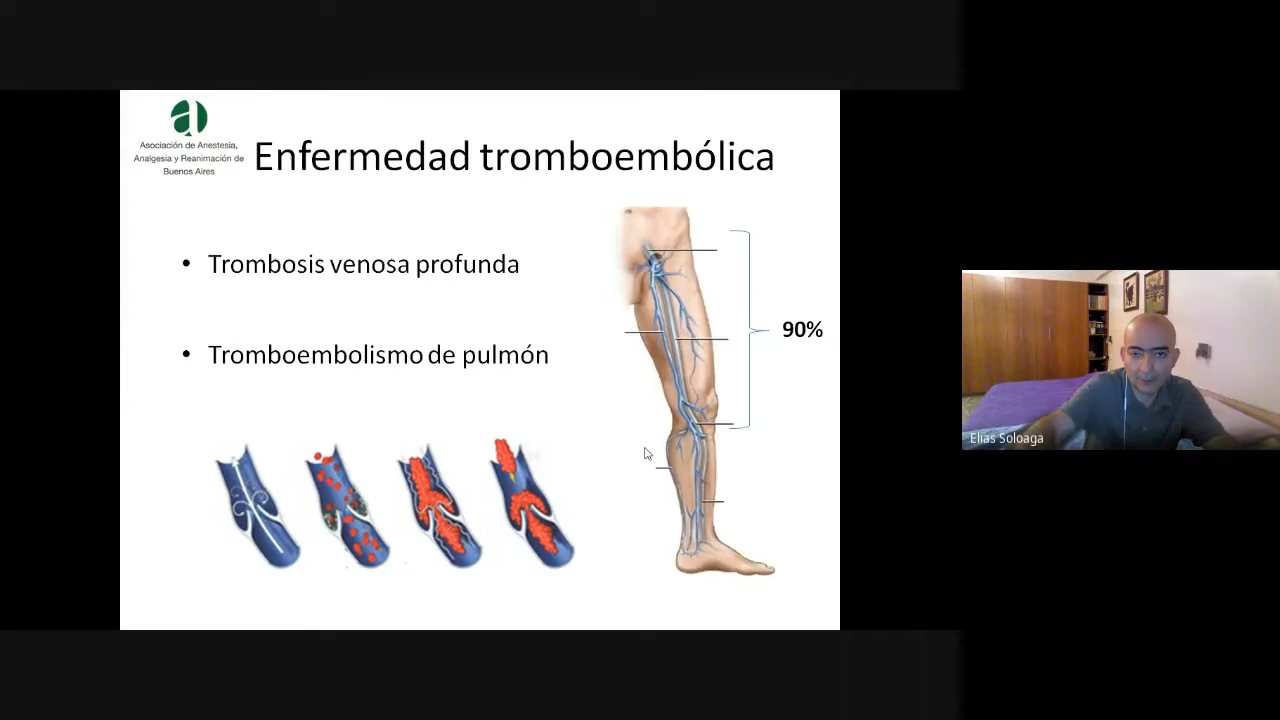 Asociación de Anestesia,
Analgesia y Reanimación de
Buenos Aires
Enfermedad tromboembólica
• Trombosis venosa profunda
• Tromboembolismo de pulmón
90%
Elias Soloaga